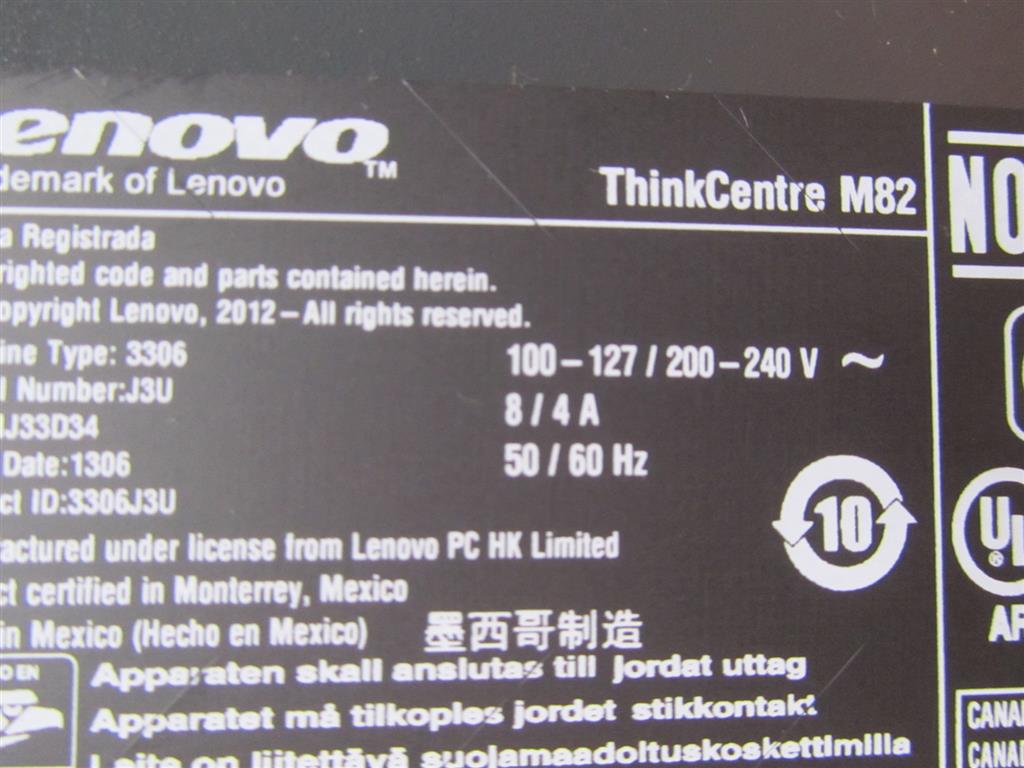 enovo TM
demark of Lenovo
ThinkCentre M82
NO
a Registrada
righted code and parts contained herein.
opyright Lenovo, 2012 – All rights reserved.
ine Type: 3306
100 – 127 / 200 – 240 V ~
l Number:J3U
8 / 4 A
J33D34
50 / 60 Hz
Date:1306
ct ID:3306J3U
10
UL ®
actured under license from Lenovo PC HK Limited
ct certified in Monterrey, Mexico
in Mexico (Hecho en Mexico) 墨西哥制造
AF
O EN
Apparaten skall anslutas till jordat uttag
Apparatet må tilkoples jordet stikkontakt
CANA
Laite on liitettävä suojamaadoituskoskettimilla
CANA